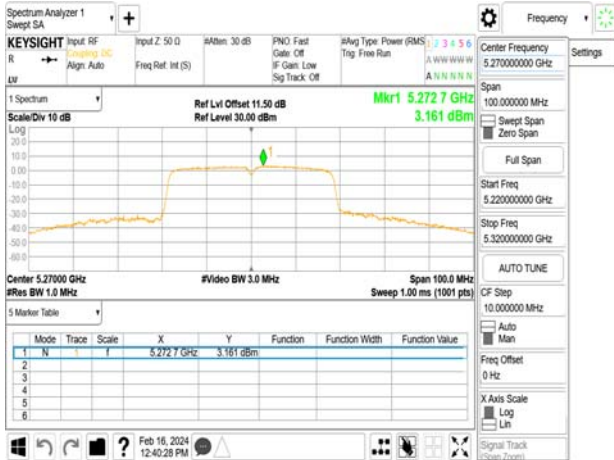 Spectrum Analyzer 1
Swept SA
Frequency
Settings
KEYSIGHT Input: RF
Coupling: DC
Align: Auto
R
Input Z: 50 Ω
Freq Ref: Int (S)
#Atten: 30 dB
PNO: Fast
Gate: Off
IF Gain: Low
Sig Track: Off
#Avg Type: Power (RMS
Trig: Free Run
1 2 3 4 5 6
A W W W W W
A N N N N N
1 Spectrum
Scale/Div 10 dB
Ref Lvl Offset 11.50 dB
Ref Level 30.00 dBm
Mkr1 5.272 7 GHz
3.161 dBm
Log
20.0
10.0
0.00
-10.0
-20.0
-30.0
-40.0
-50.0
-60.0
1
Center 5.27000 GHz
#Res BW 1.0 MHz
#Video BW 3.0 MHz
Span 100.0 MHz
Sweep 1.00 ms (1001 pts)
5 Marker Table
Mode Trace Scale X Y Function Function Width Function Value
1 N 1 f 5.272 7 GHz 3.161 dBm
2
3
4
5
6
Feb 16, 2024
12:40:28 PM
Center Frequency
5.270000000 GHz
Span
100.000000 MHz
Swept Span
Zero Span
Full Span
Start Freq
5.220000000 GHz
Stop Freq
5.320000000 GHz
AUTO TUNE
CF Step
10.000000 MHz
Auto
Man
Freq Offset
0 Hz
X Axis Scale
Log
Lin
Signal Track
(Span Zoom)